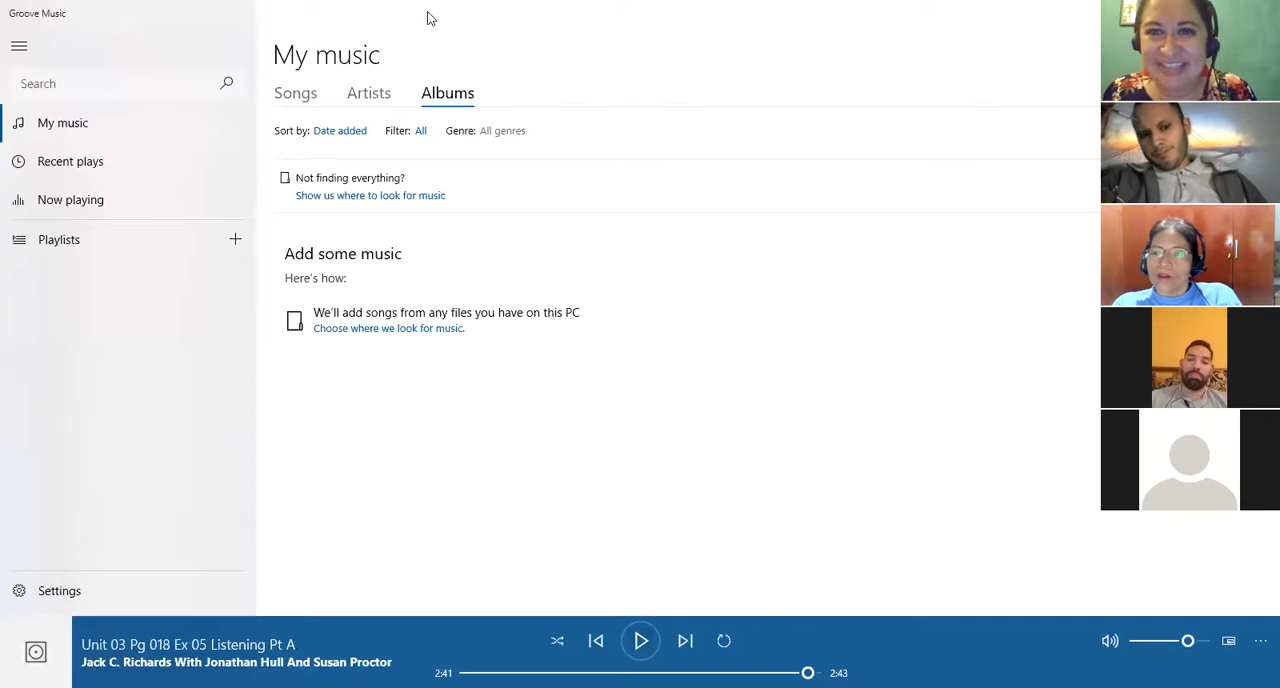 Groove Music
Search
My music
Recent plays
Now playing
Playlists
Settings
My music
Songs Artists Albums
Sort by: Date added Filter: All Genre: All genres
Not finding everything?
Show us where to look for music
Add some music
Here's how:
We'll add songs from any files you have on this PC
Choose where we look for music.
Unit 03 Pg 018 Ex 05 Listening Pt A
Jack C. Richards With Jonathan Hull And Susan Proctor
2:41 2:43